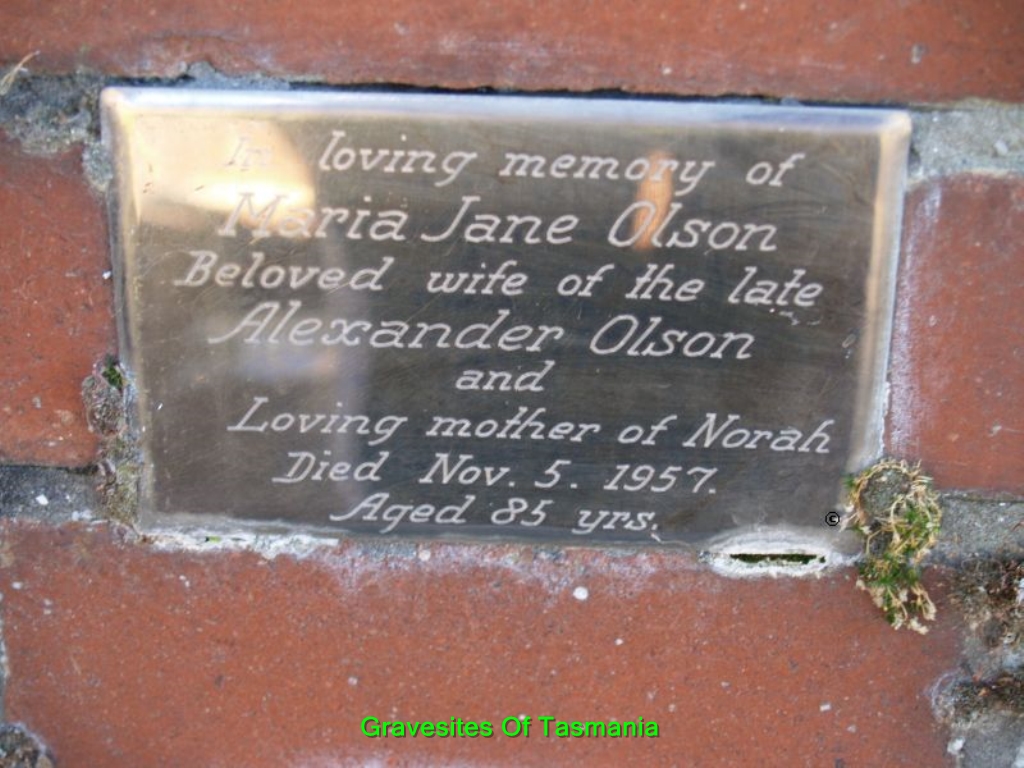 In loving memory of
Maria Jane Olson
Beloved wife of the late
Alexander Olson
and
Loving mother of Norah
Died Nov. 5. 1957.
Aged 85 yrs.
©
Gravesites Of Tasmania